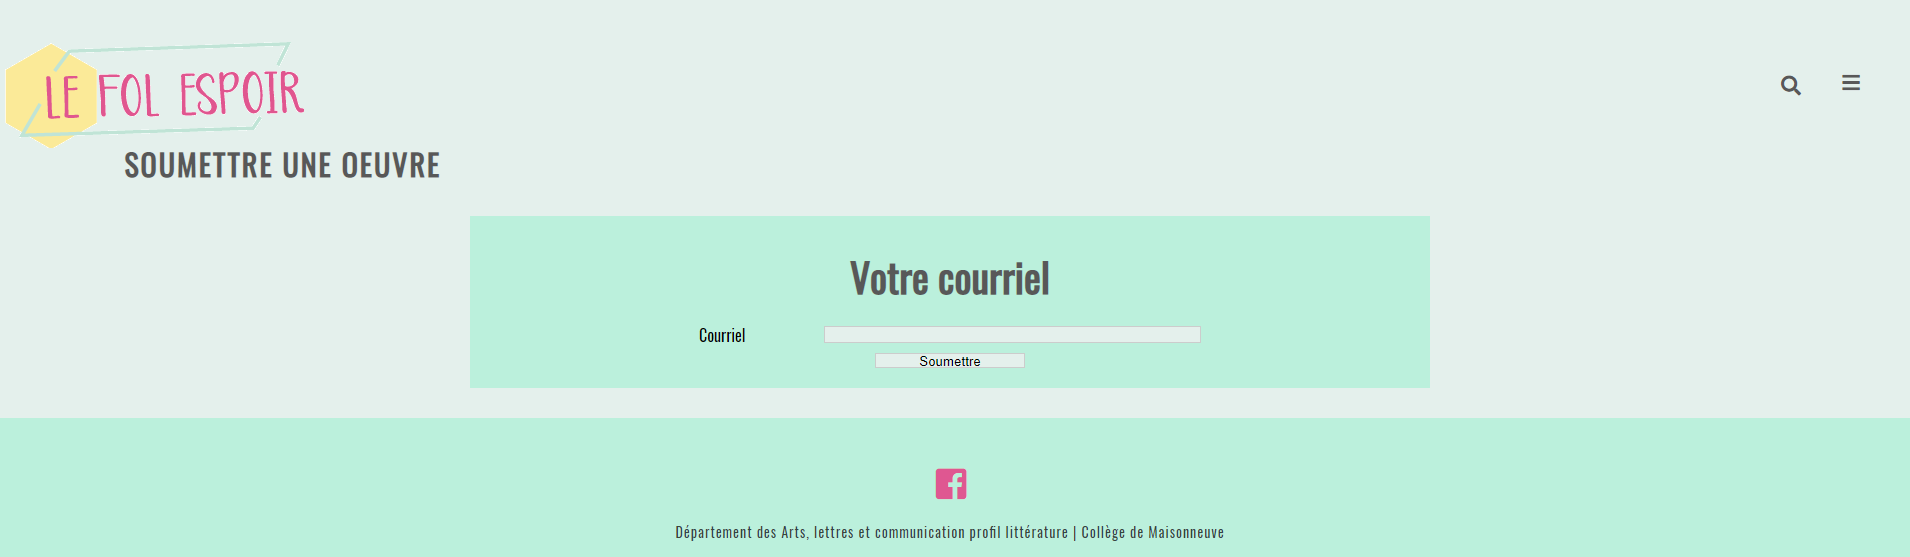 LE FOL ESPOIR
SOUMETTRE UNE OEUVRE
Votre courriel
Courriel
Soumettre
Département des Arts, lettres et communication profil littérature | Collège de Maisonneuve